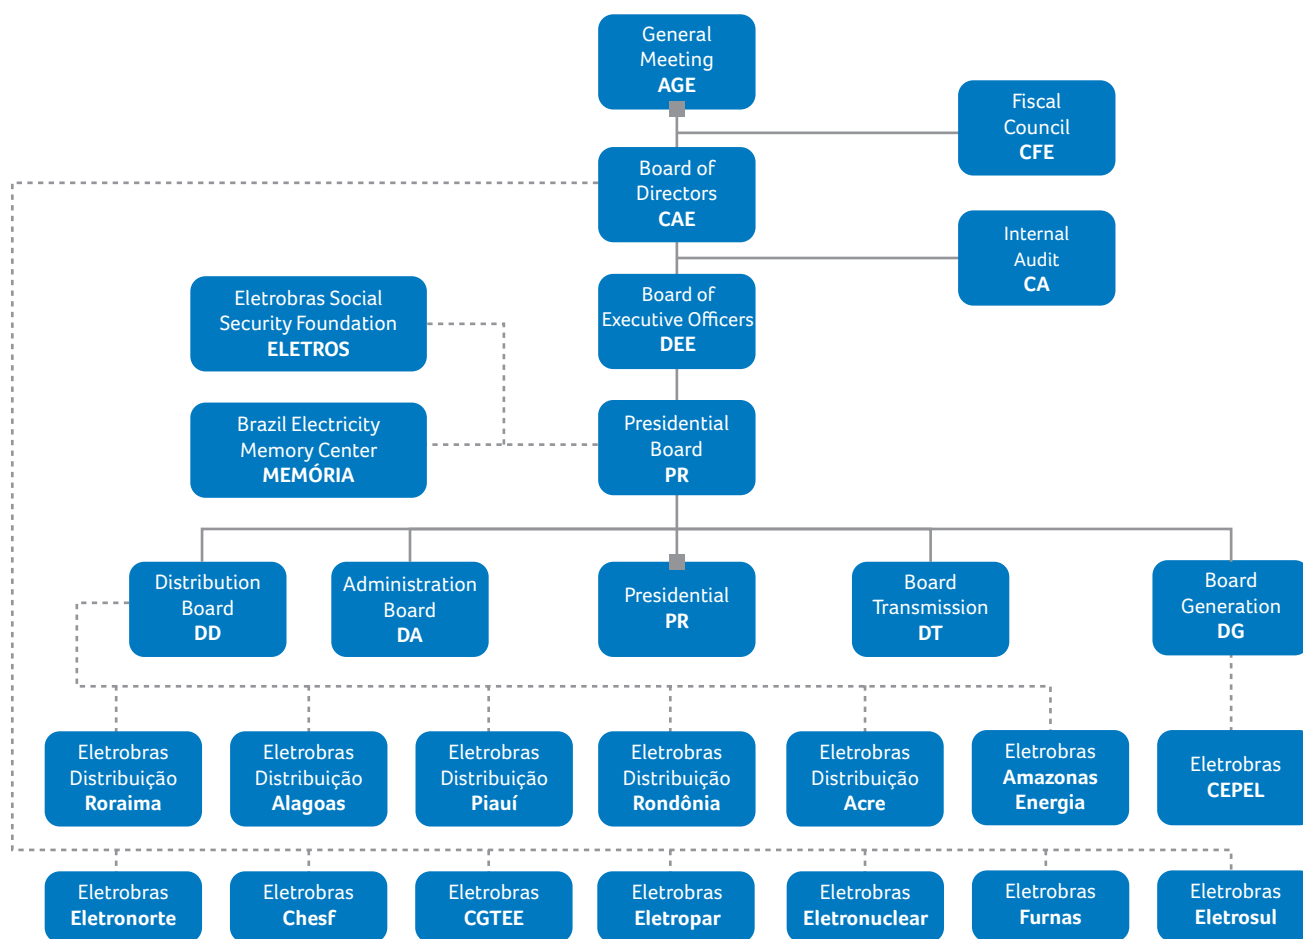 General
Meeting
AGE
Fiscal
Council
CFE
Board of
Directors
CAE
Internal
Audit
CA
Eletrobras Social
Security Foundation
ELETROS
Board of
Executive Officers
DEE
Brazil Electricity
Memory Center
MEMÓRIA
Presidential
Board
PR
Distribution
Board
DD
Administration
Board
DA
Presidential
PR
Board
Transmission
DT
Board
Generation
DG
Eletrobras
Distribuição
Roraima
Eletrobras
Distribuição
Alagoas
Eletrobras
Distribuição
Piauí
Eletrobras
Distribuição
Rondônia
Eletrobras
Distribuição
Acre
Eletrobras
Amazonas
Energia
Eletrobras
CEPEL
Eletrobras
Eletronorte
Eletrobras
Chesf
Eletrobras
CGTEE
Eletrobras
Eletropar
Eletrobras
Eletronuclear
Eletrobras
Furnas
Eletrobras
Eletrosul